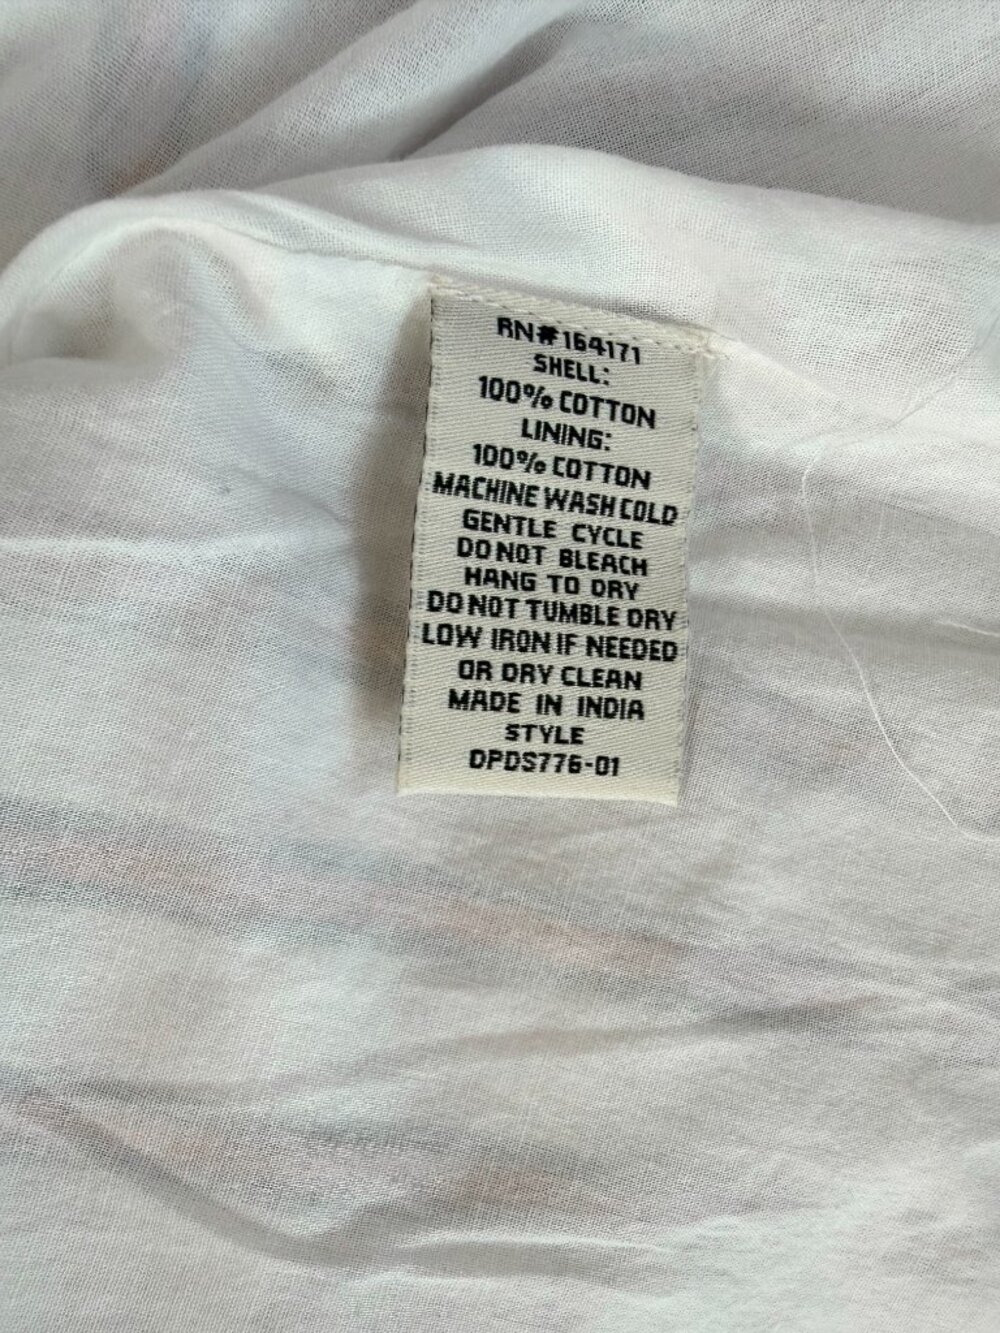 RN#164171
SHELL:
100% COTTON
LINING:
100% COTTON
MACHINE WASH COLD
GENTLE CYCLE
DO NOT BLEACH
HANG TO DRY
DO NOT TUMBLE DRY
LOW IRON IF NEEDED
OR DRY CLEAN
MADE IN INDIA
STYLE
DPDS776-01